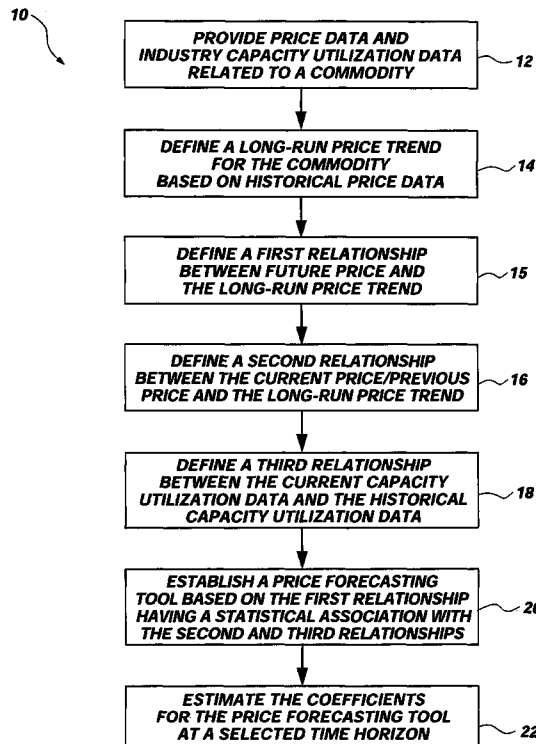 10
PROVIDE PRICE DATA AND
INDUSTRY CAPACITY UTILIZATION DATA
RELATED TO A COMMODITY
12
DEFINE A LONG-RUN PRICE TREND
FOR THE COMMODITY
BASED ON HISTORICAL PRICE DATA
14
DEFINE A FIRST RELATIONSHIP
BETWEEN FUTURE PRICE AND
THE LONG-RUN PRICE TREND
15
DEFINE A SECOND RELATIONSHIP
BETWEEN THE CURRENT PRICE/PREVIOUS
PRICE AND THE LONG-RUN PRICE TREND
16
DEFINE A THIRD RELATIONSHIP
BETWEEN THE CURRENT CAPACITY
UTILIZATION DATA AND THE HISTORICAL
CAPACITY UTILIZATION DATA
18
ESTABLISH A PRICE FORECASTING
TOOL BASED ON THE FIRST RELATIONSHIP
HAVING A STATISTICAL ASSOCIATION WITH
THE SECOND AND THIRD RELATIONSHIPS
20
ESTIMATE THE COEFFICIENTS
FOR THE PRICE FORECASTING TOOL
AT A SELECTED TIME HORIZON
22